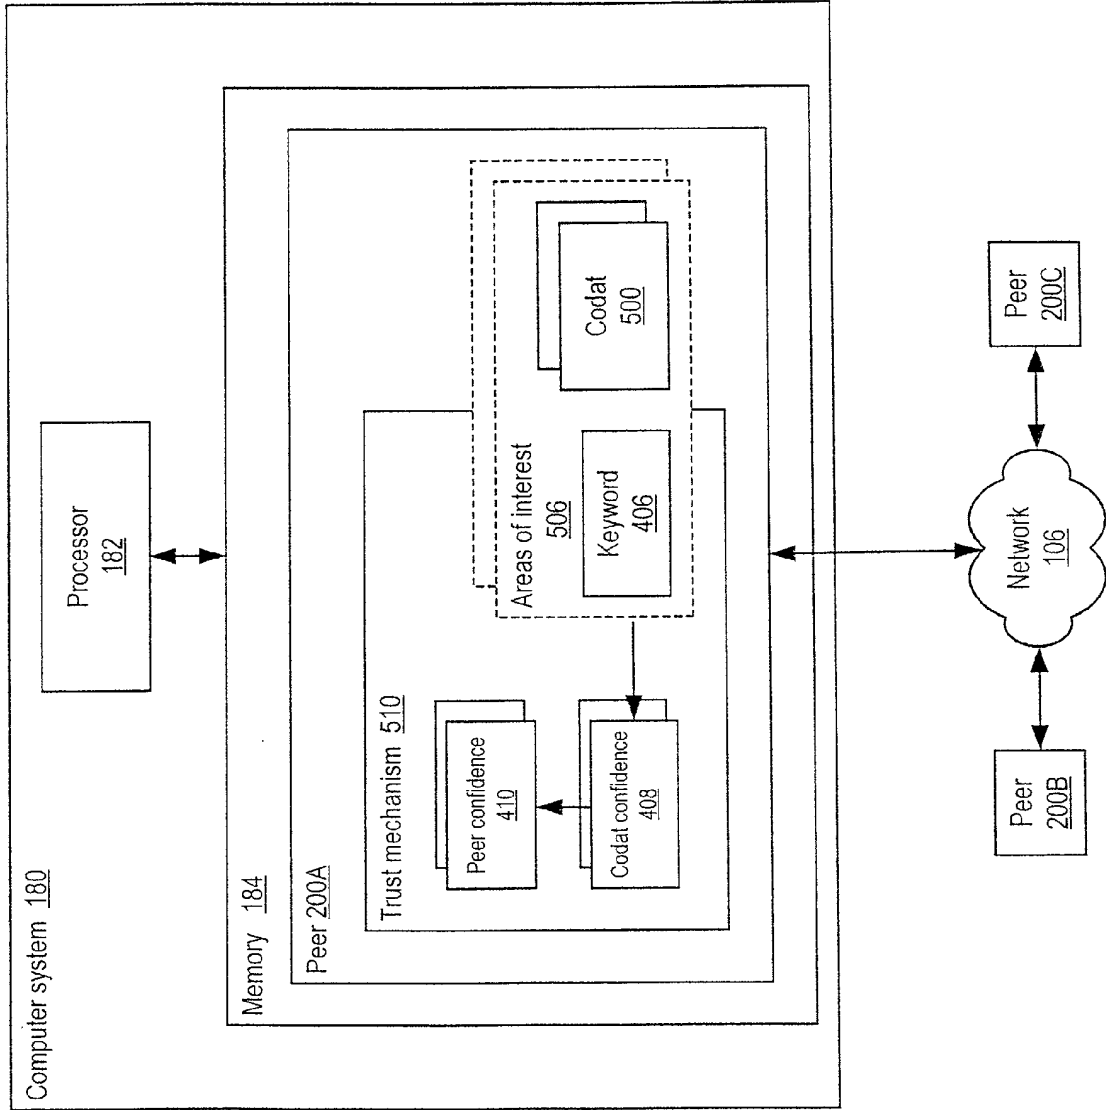 Computer system 180
Processor
182
Memory 184
Peer 200A
Trust mechanism 510
Peer confidence
410
Codat confidence
408
Areas of interest
506
Keyword
406
Codat
500
Peer
200B
Network
106
Peer
200C